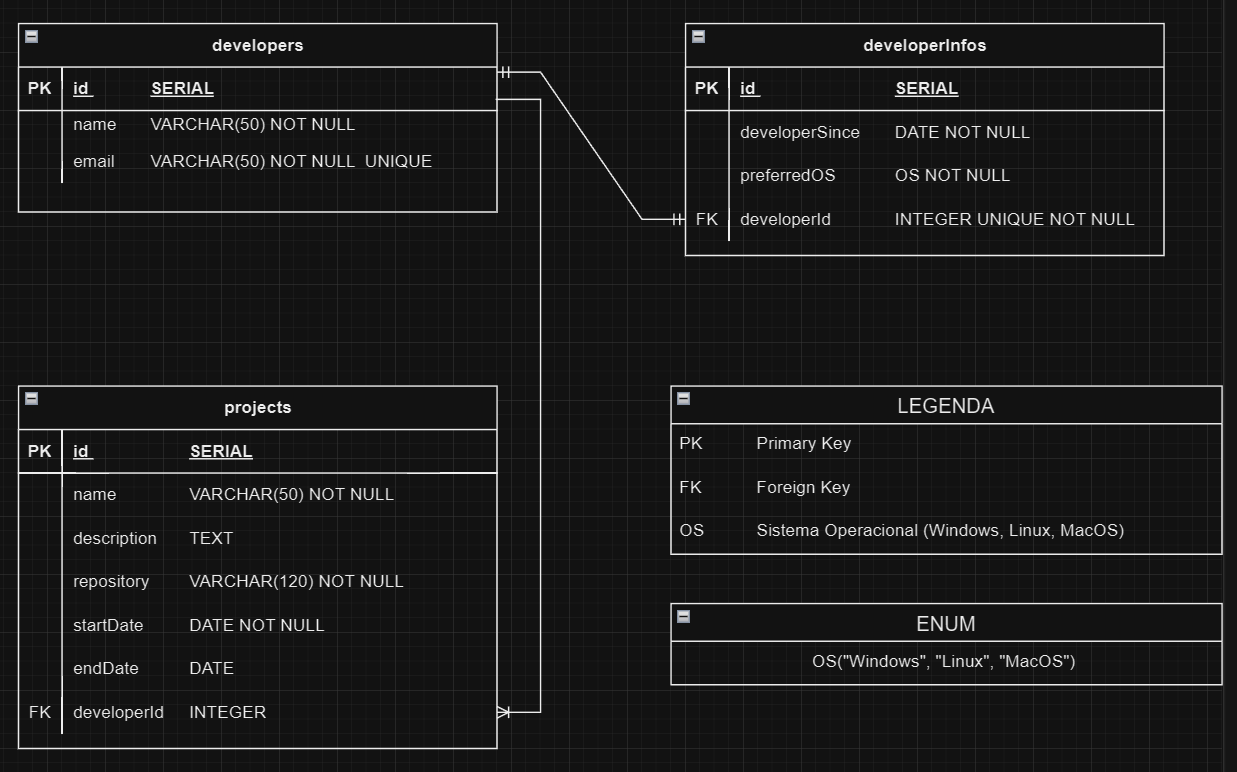 developers
PK id SERIAL
name VARCHAR(50) NOT NULL
email VARCHAR(50) NOT NULL UNIQUE
developerInfos
PK id SERIAL
developerSince DATE NOT NULL
preferredOS OS NOT NULL
FK developerId INTEGER UNIQUE NOT NULL
projects
PK id SERIAL
name VARCHAR(50) NOT NULL
description TEXT
repository VARCHAR(120) NOT NULL
startDate DATE NOT NULL
endDate DATE
FK developerId INTEGER
LEGENDA
PK Primary Key
FK Foreign Key
OS Sistema Operacional (Windows, Linux, MacOS)
ENUM
OS("Windows", "Linux", "MacOS")